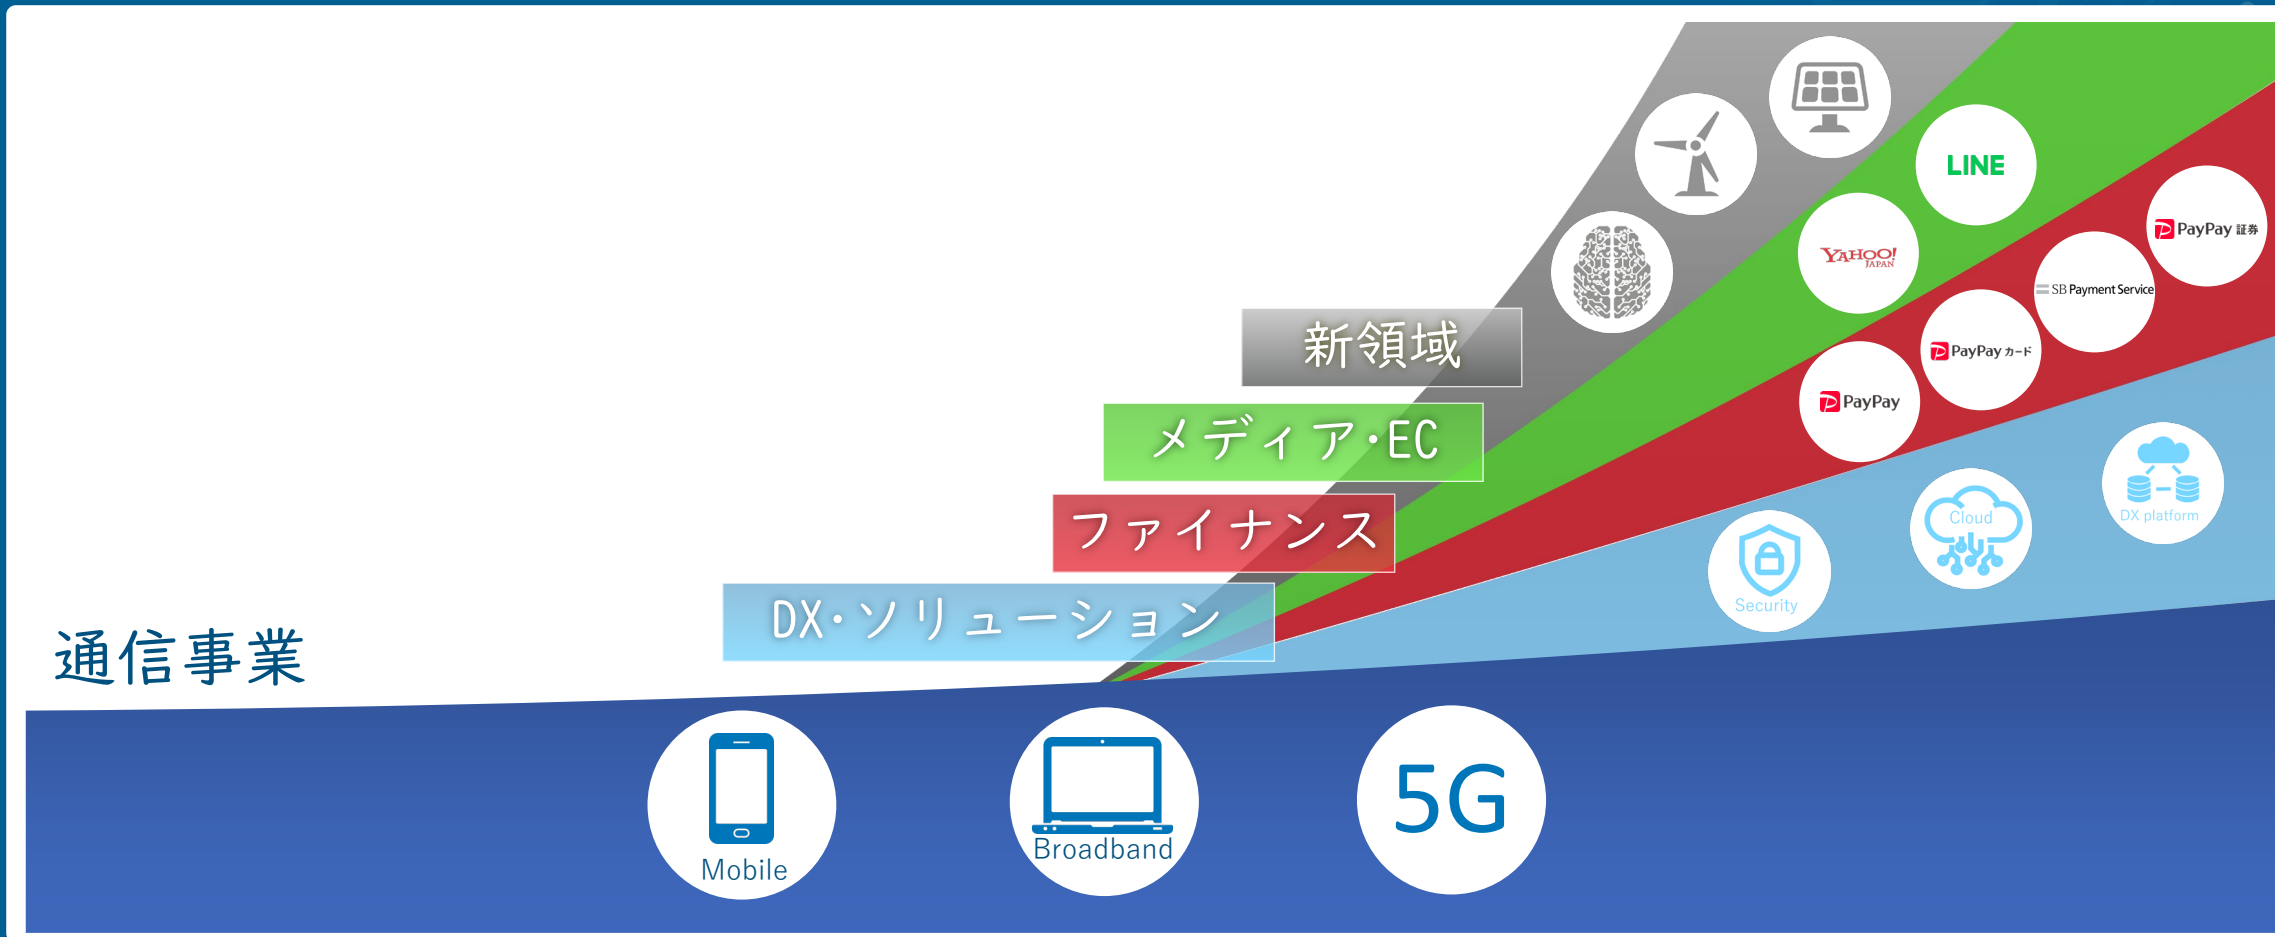 LINE
YAHOO!
JAPAN
PayPay 証券
SB Payment Service
PayPay カード
PayPay
新領域
メディア・EC
ファイナンス
DX・ソリューション
DX platform
Cloud
Security
通信事業
Mobile
Broadband
5G